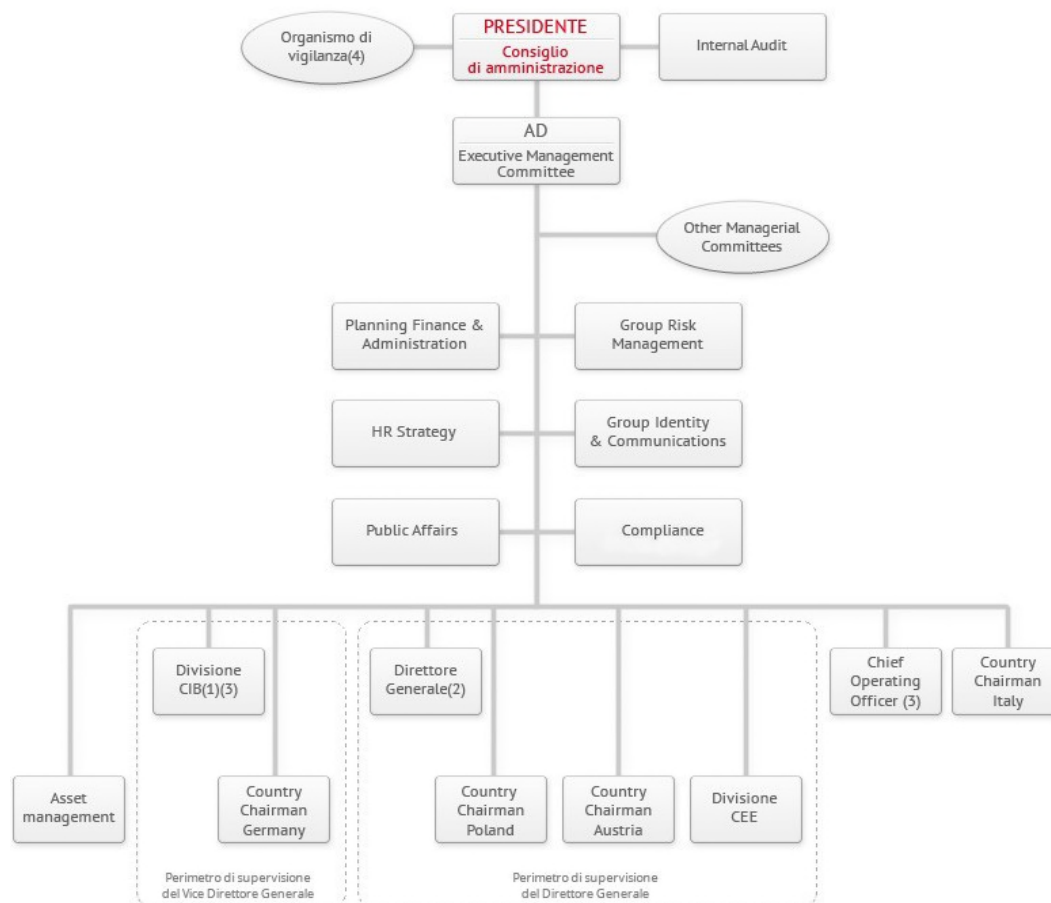 Organismo di
vigilanza(4)
PRESIDENTE
Consiglio
di amministrazione
Internal Audit
AD
Executive Management
Committee
Other Managerial
Committees
Planning Finance &
Administration
Group Risk
Management
HR Strategy
Group Identity
& Communications
Public Affairs
Compliance
Divisione
CIB(1)(3)
Direttore
Generale(2)
Chief
Operating
Officer (3)
Country
Chairman
Italy
Asset
management
Country
Chairman
Germany
Country
Chairman
Poland
Country
Chairman
Austria
Divisione
CEE
Perimetro di supervisione
del Vice Direttore Generale
Perimetro di supervisione
del Direttore Generale